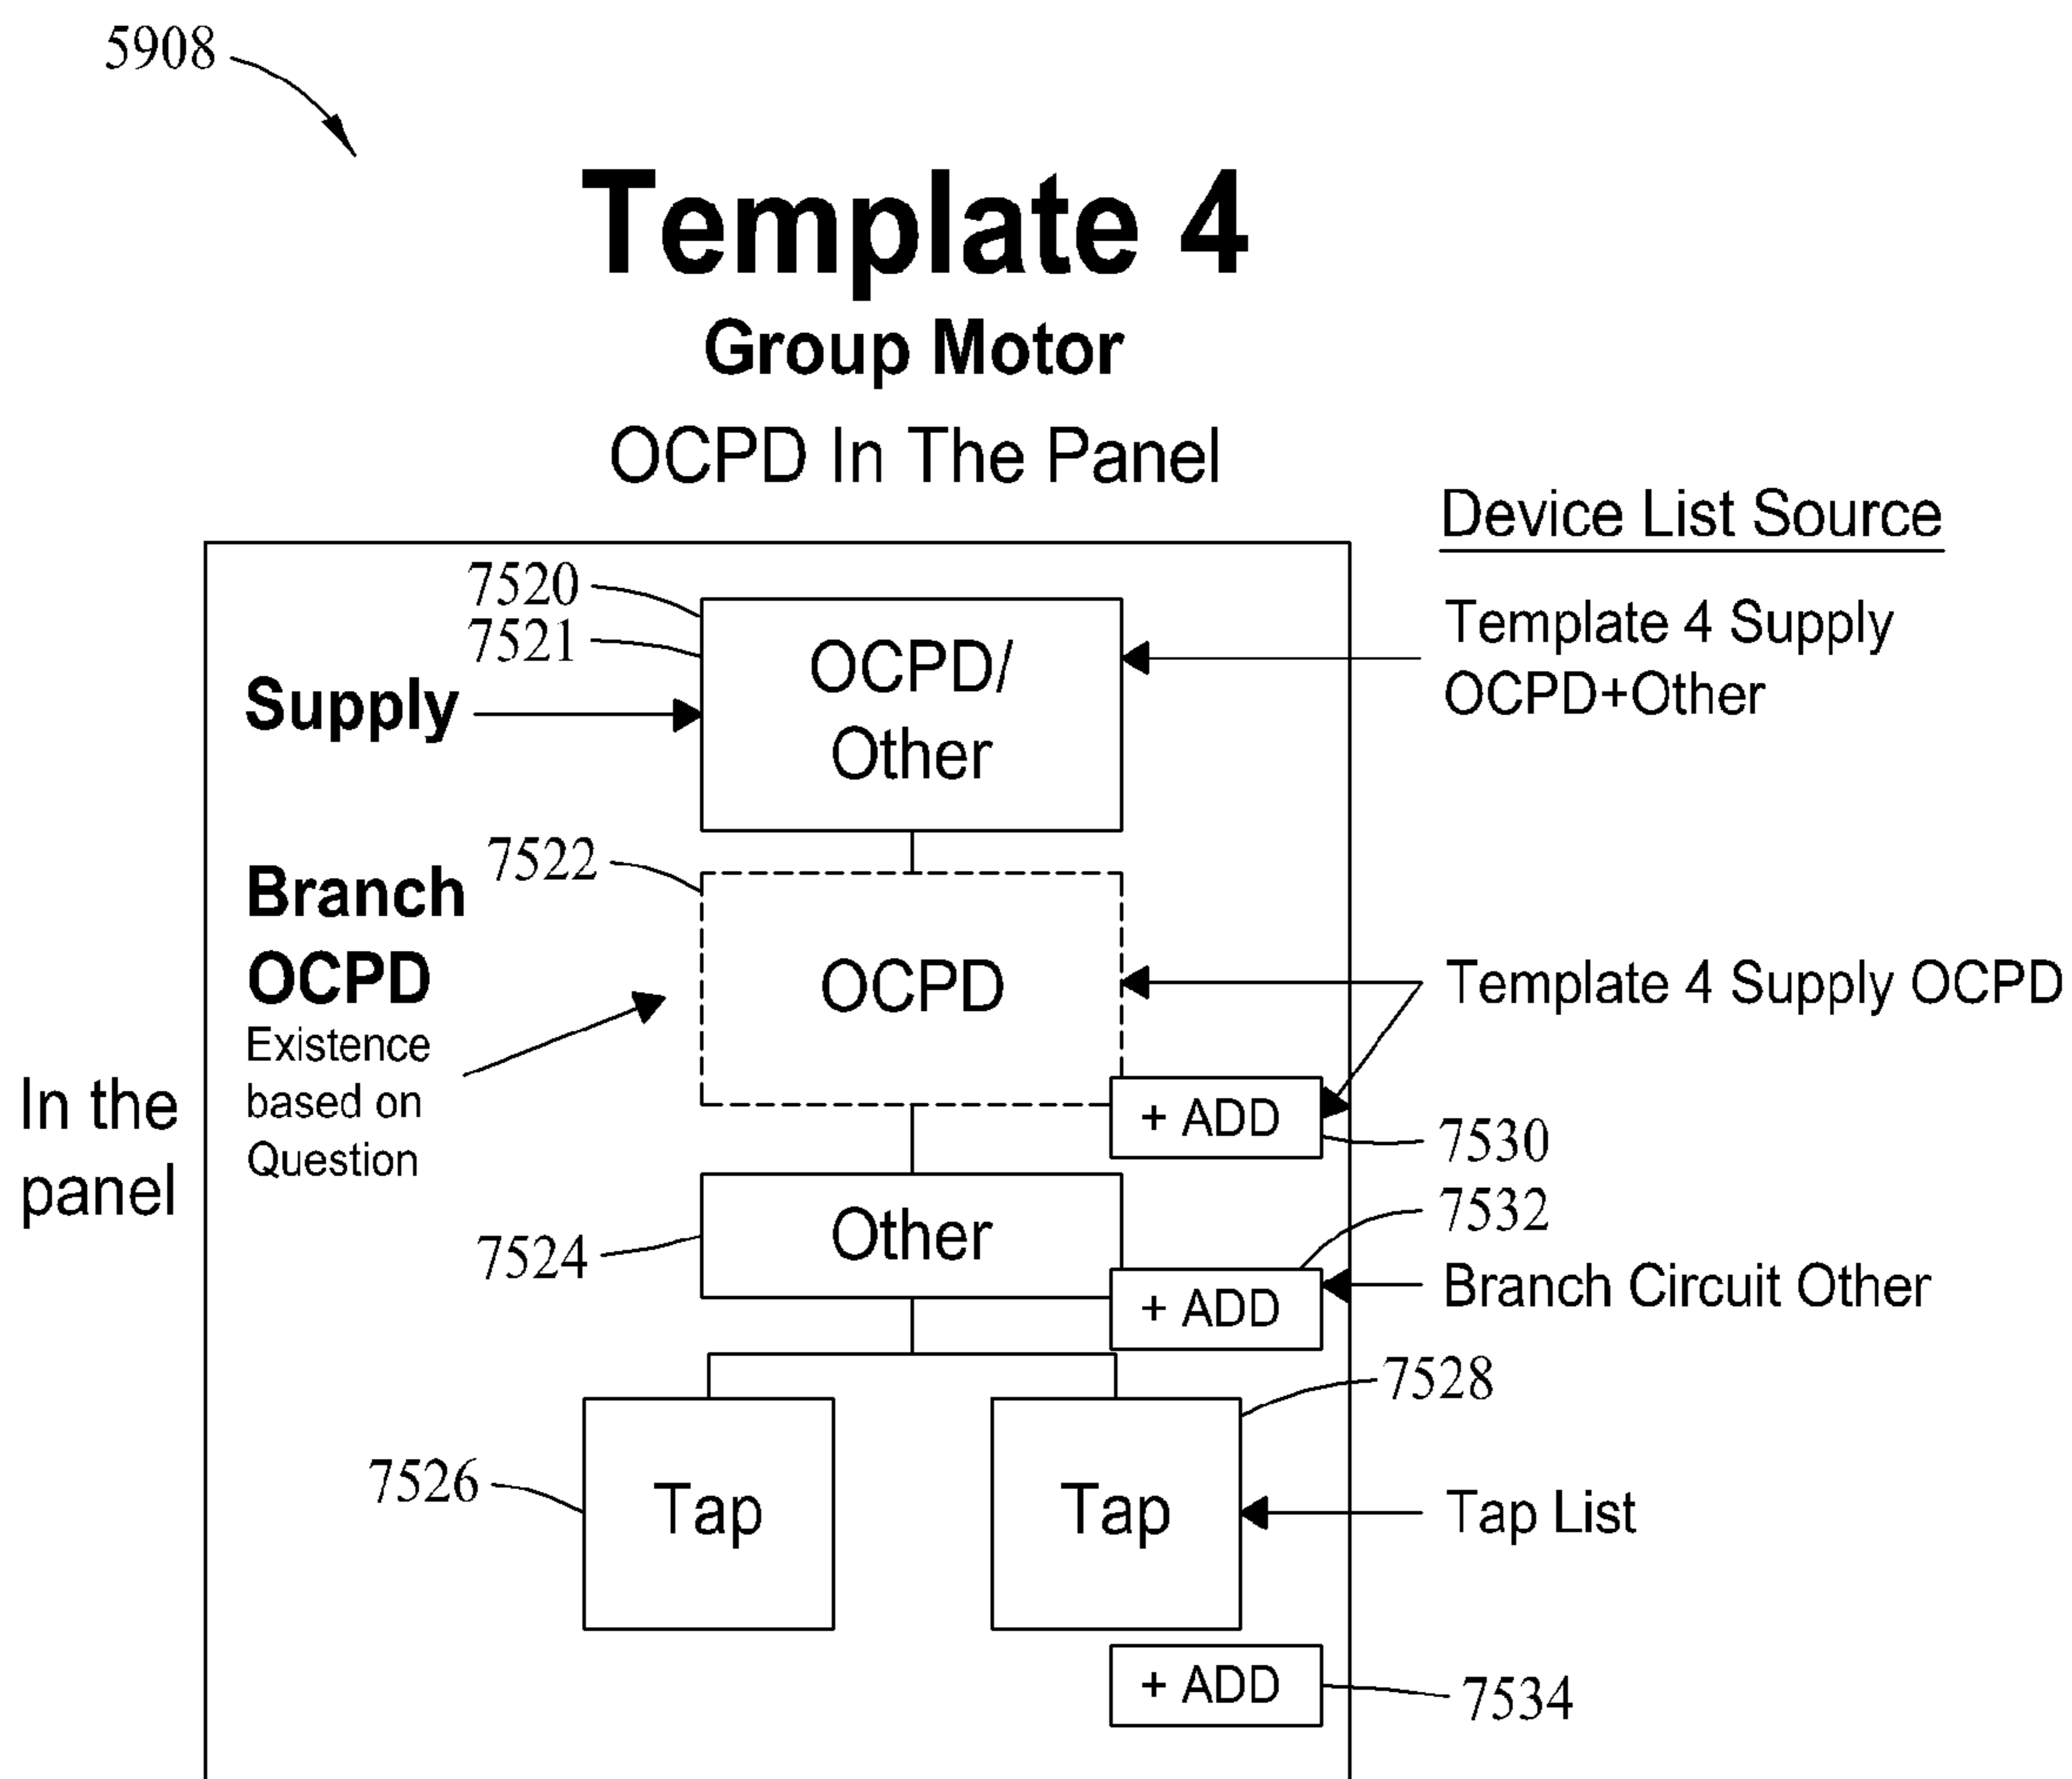 5908
Template 4
Group Motor
OCPD In The Panel
Device List Source
7520
7521
OCPD/
Other
Supply
Template 4 Supply
OCPD+Other
7522
Branch
OCPD
Existence
based on
Question
OCPD
Template 4 Supply OCPD
+ ADD
7530
In the
panel
7524
Other
7532
+ ADD
Branch Circuit Other
7528
7526
Tap
Tap
Tap List
+ ADD
7534